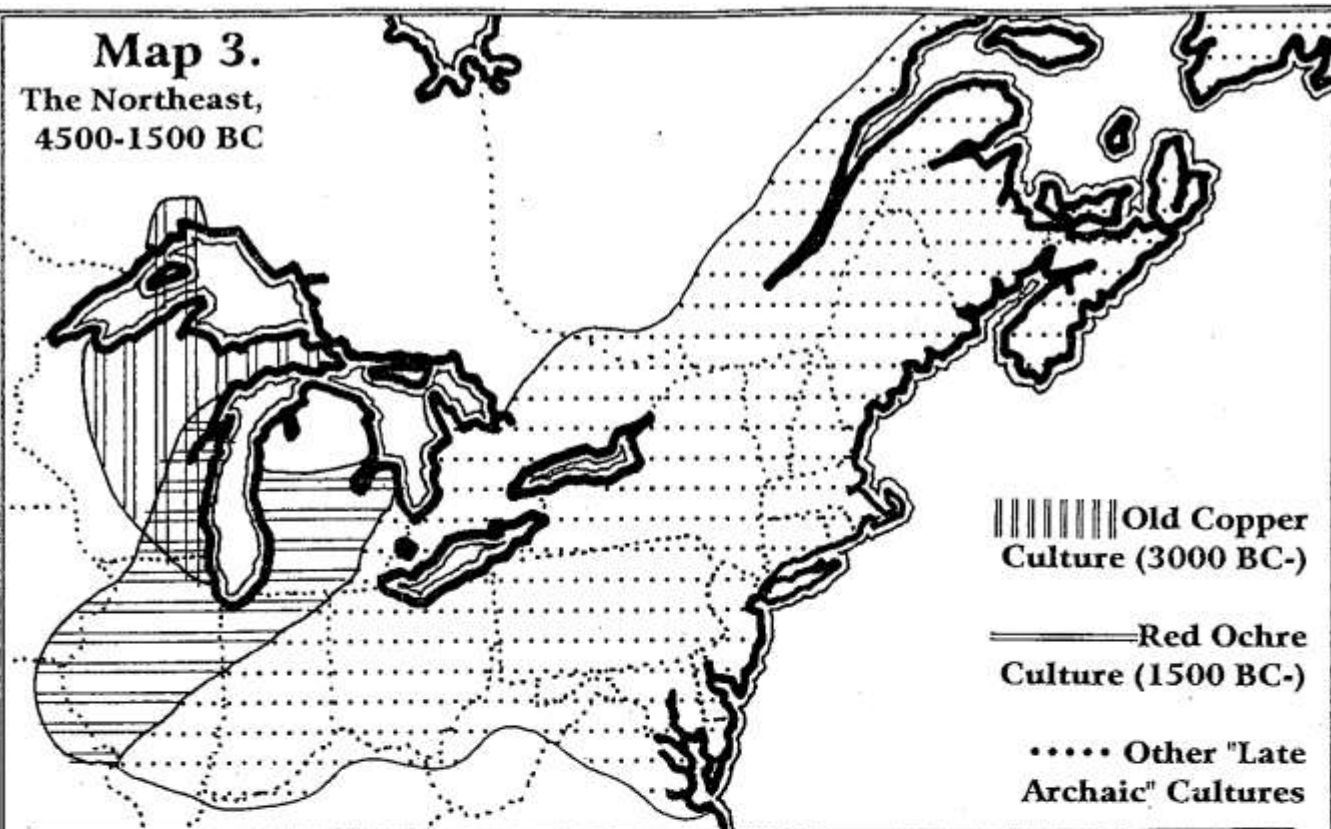 Map 3.
The Northeast,
4500-1500 BC
Old Copper
Culture (3000 BC-)
Red Ochre
Culture (1500 BC-)
Other "Late
Archaic" Cultures